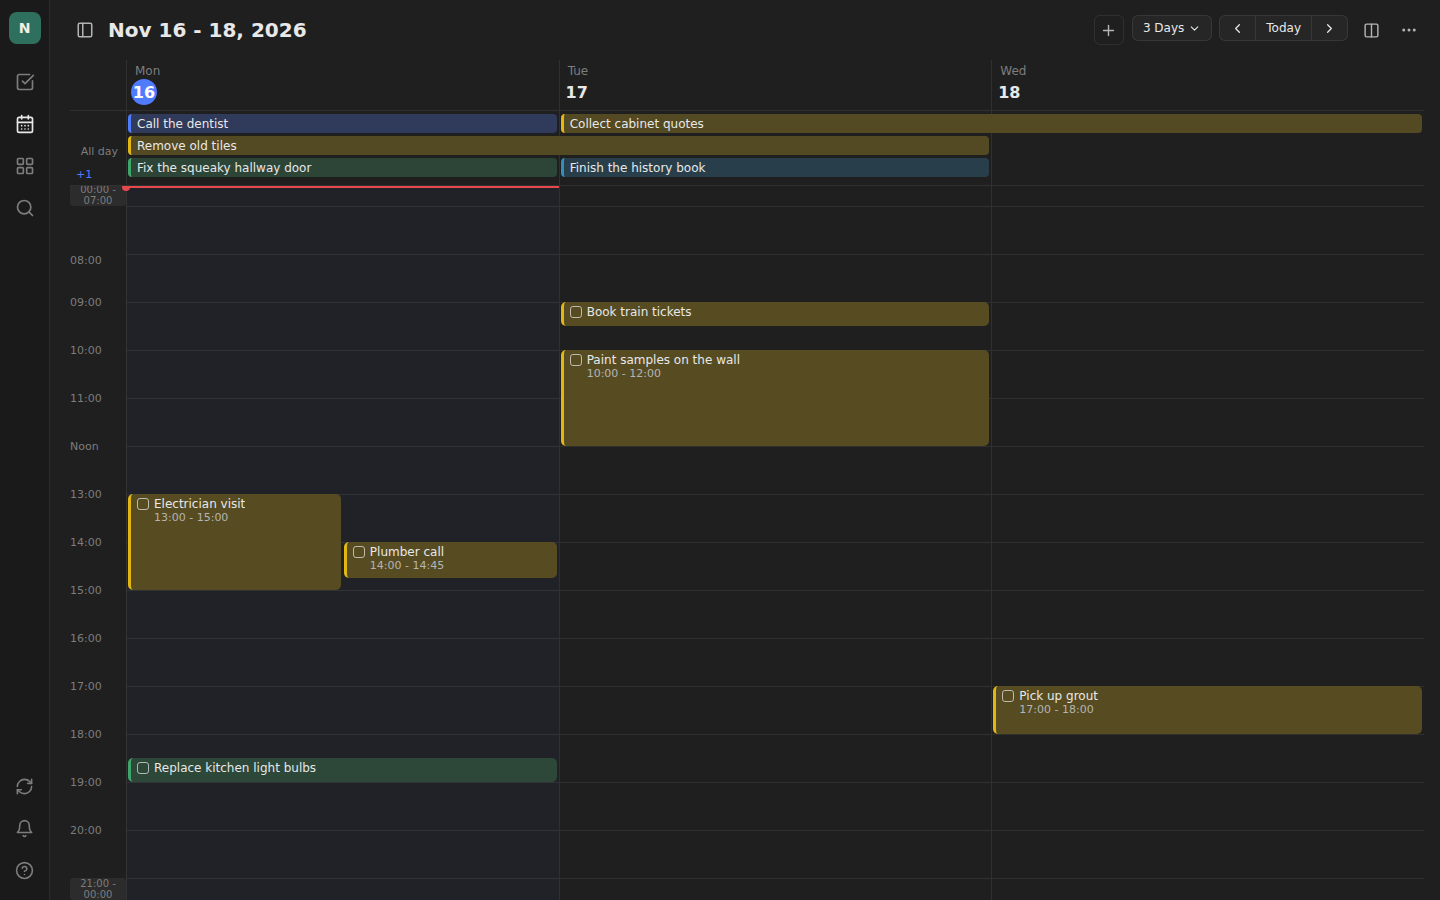 N
Nov 16 - 18, 2026
3 Days
Today
Mon
16
Tue
17
Wed
18
All day
+1
Call the dentist
Collect cabinet quotes
Remove old tiles
Fix the squeaky hallway door
Finish the history book
00:00 -
07:00
08:00
09:00
10:00
11:00
Noon
13:00
14:00
15:00
16:00
17:00
18:00
19:00
20:00
21:00 -
00:00
Electrician visit
13:00 - 15:00
Plumber call
14:00 - 14:45
Replace kitchen light bulbs
Book train tickets
Paint samples on the wall
10:00 - 12:00
Pick up grout
17:00 - 18:00